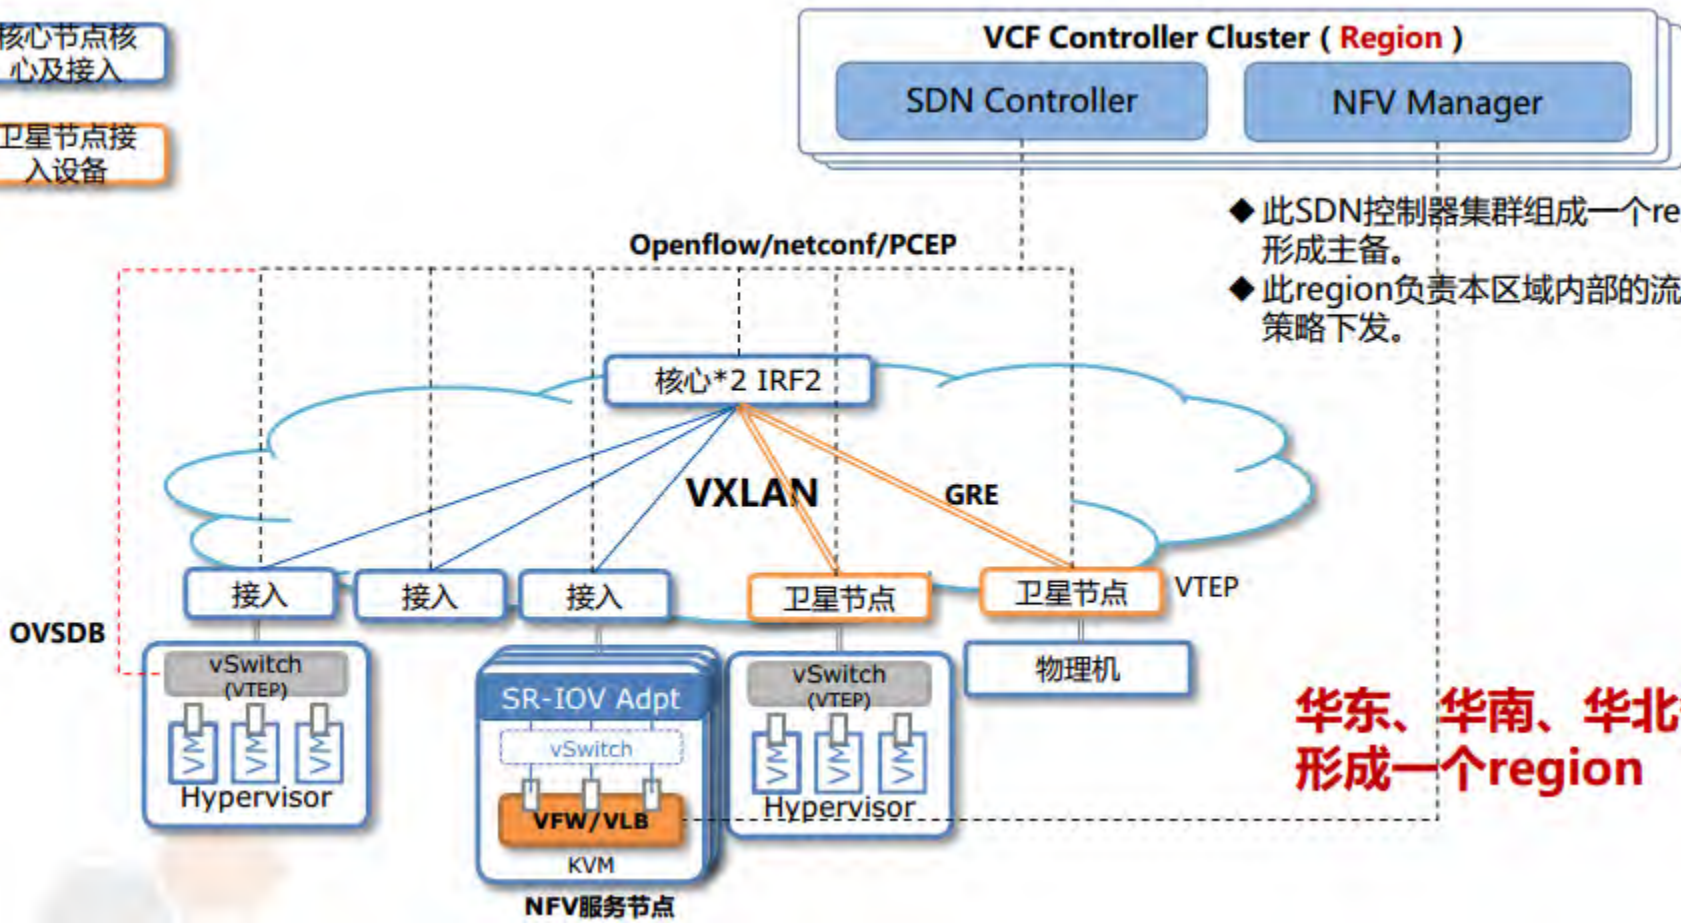 核心节点核
心及接入
卫星节点接
入设备
VCF Controller Cluster ( Region )
SDN Controller
NFV Manager
◆ 此SDN控制器集群组成一个re
形成主备。
◆ 此region负责本区域内部的流
策略下发。
Openflow/netconf/PCEP
核心*2 IRF2
VXLAN
GRE
接入
接入
接入
卫星节点
卫星节点
VTEP
OVSDB
vSwitch
(VTEP)
VM
VM
VM
Hypervisor
SR-IOV Adpt
vSwitch
VFW/VLB
KVM
NFV服务节点
vSwitch
(VTEP)
VM
VM
VM
Hypervisor
物理机
华东、华南、华北
形成一个region